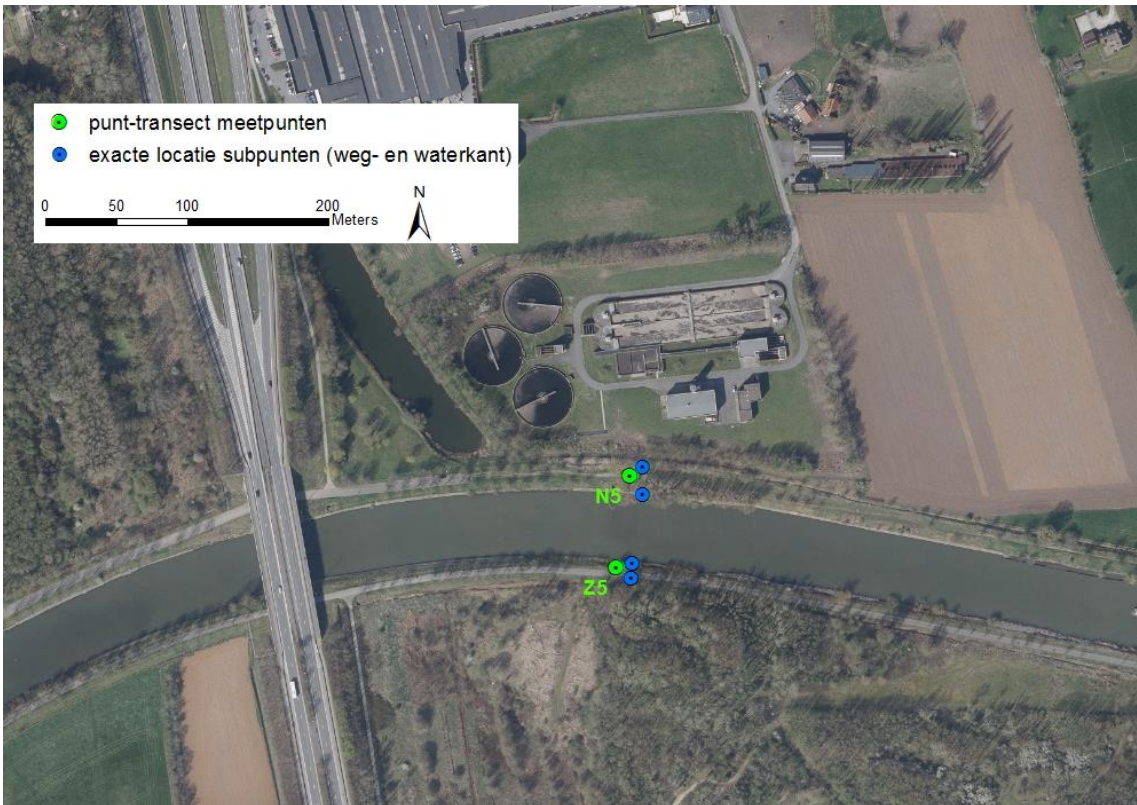 punt-transect meetpunten
exacte locatie subpunten (weg- en waterkant)
N
0 50 100 200
Meters
N5
Z5